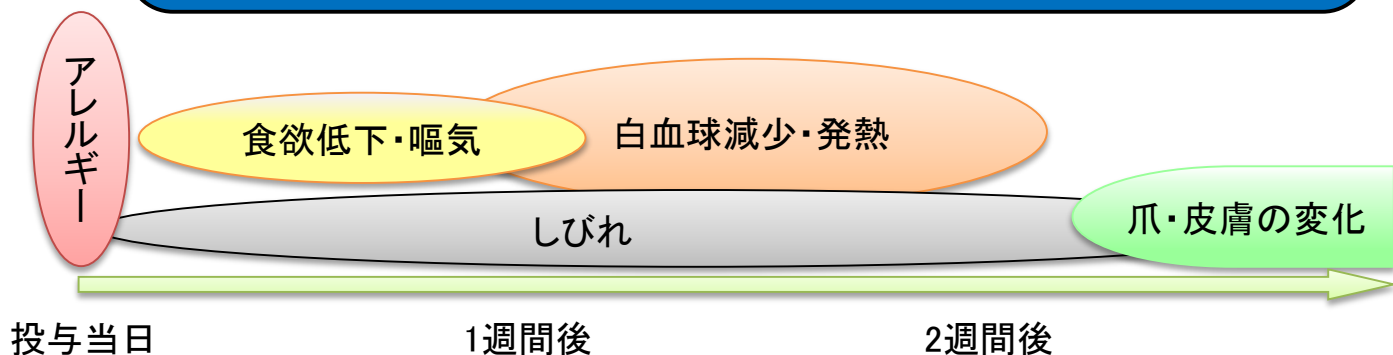 アレルギー
食欲低下・嘔気
白血球減少・発熱
しびれ
爪・皮膚の変化
投与当日
1週間後
2週間後